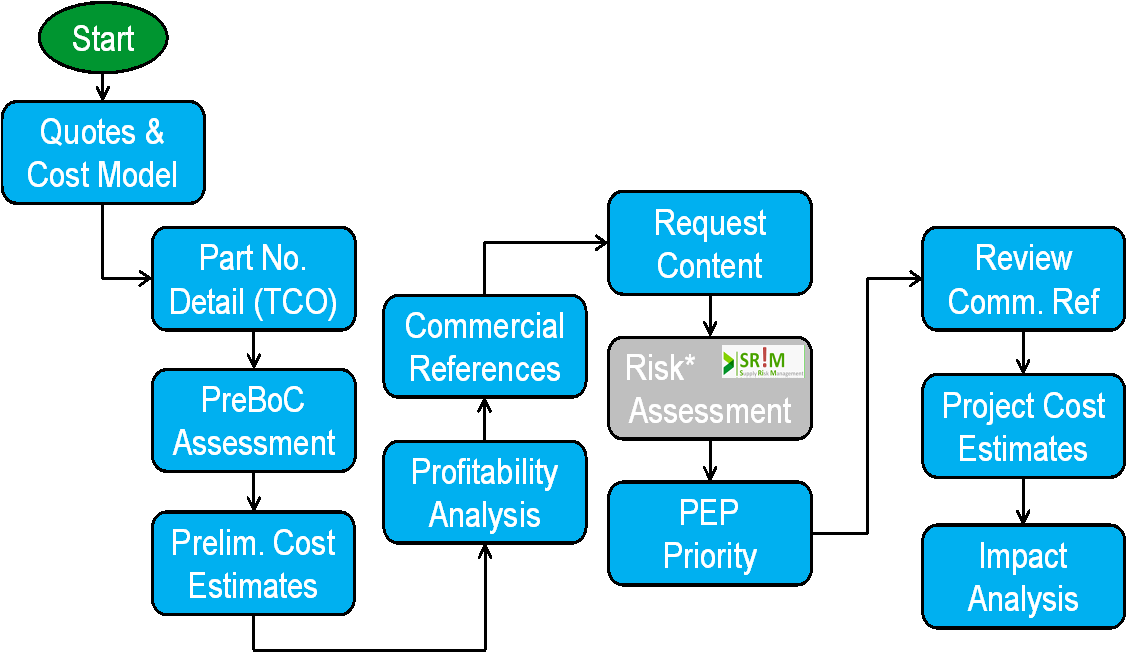 Start
Quotes &
Cost Model
Part No.
Detail (TCO)
PreBoC
Assessment
Prelim. Cost
Estimates
Profitability
Analysis
Commercial
References
Request
Content
Risk*
SR!M
Supply Risk Management
Assessment
PEP
Priority
Review
Comm. Ref
Project Cost
Estimates
Impact
Analysis